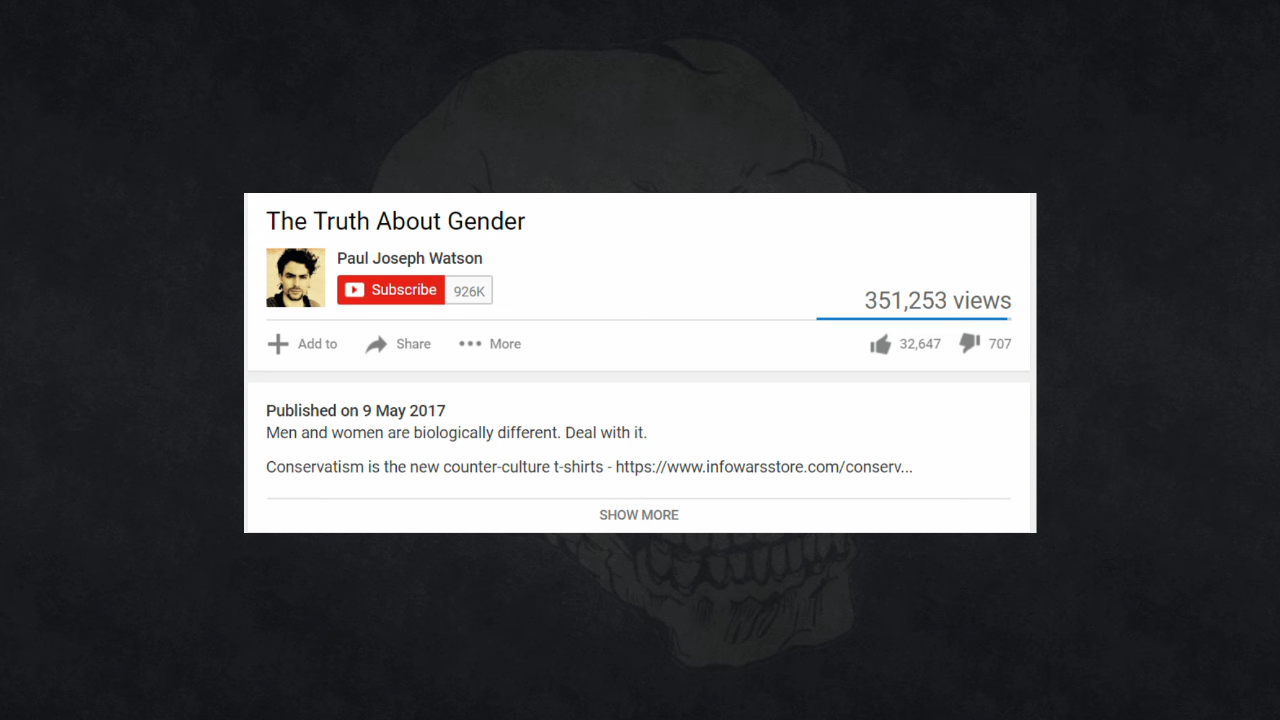 The Truth About Gender
Paul Joseph Watson
Subscribe 926K
351,253 views
Add to Share More 32,647 707
Published on 9 May 2017
Men and women are biologically different. Deal with it.
Conservatism is the new counter-culture t-shirts - https://www.infowarsstore.com/conserv...
SHOW MORE